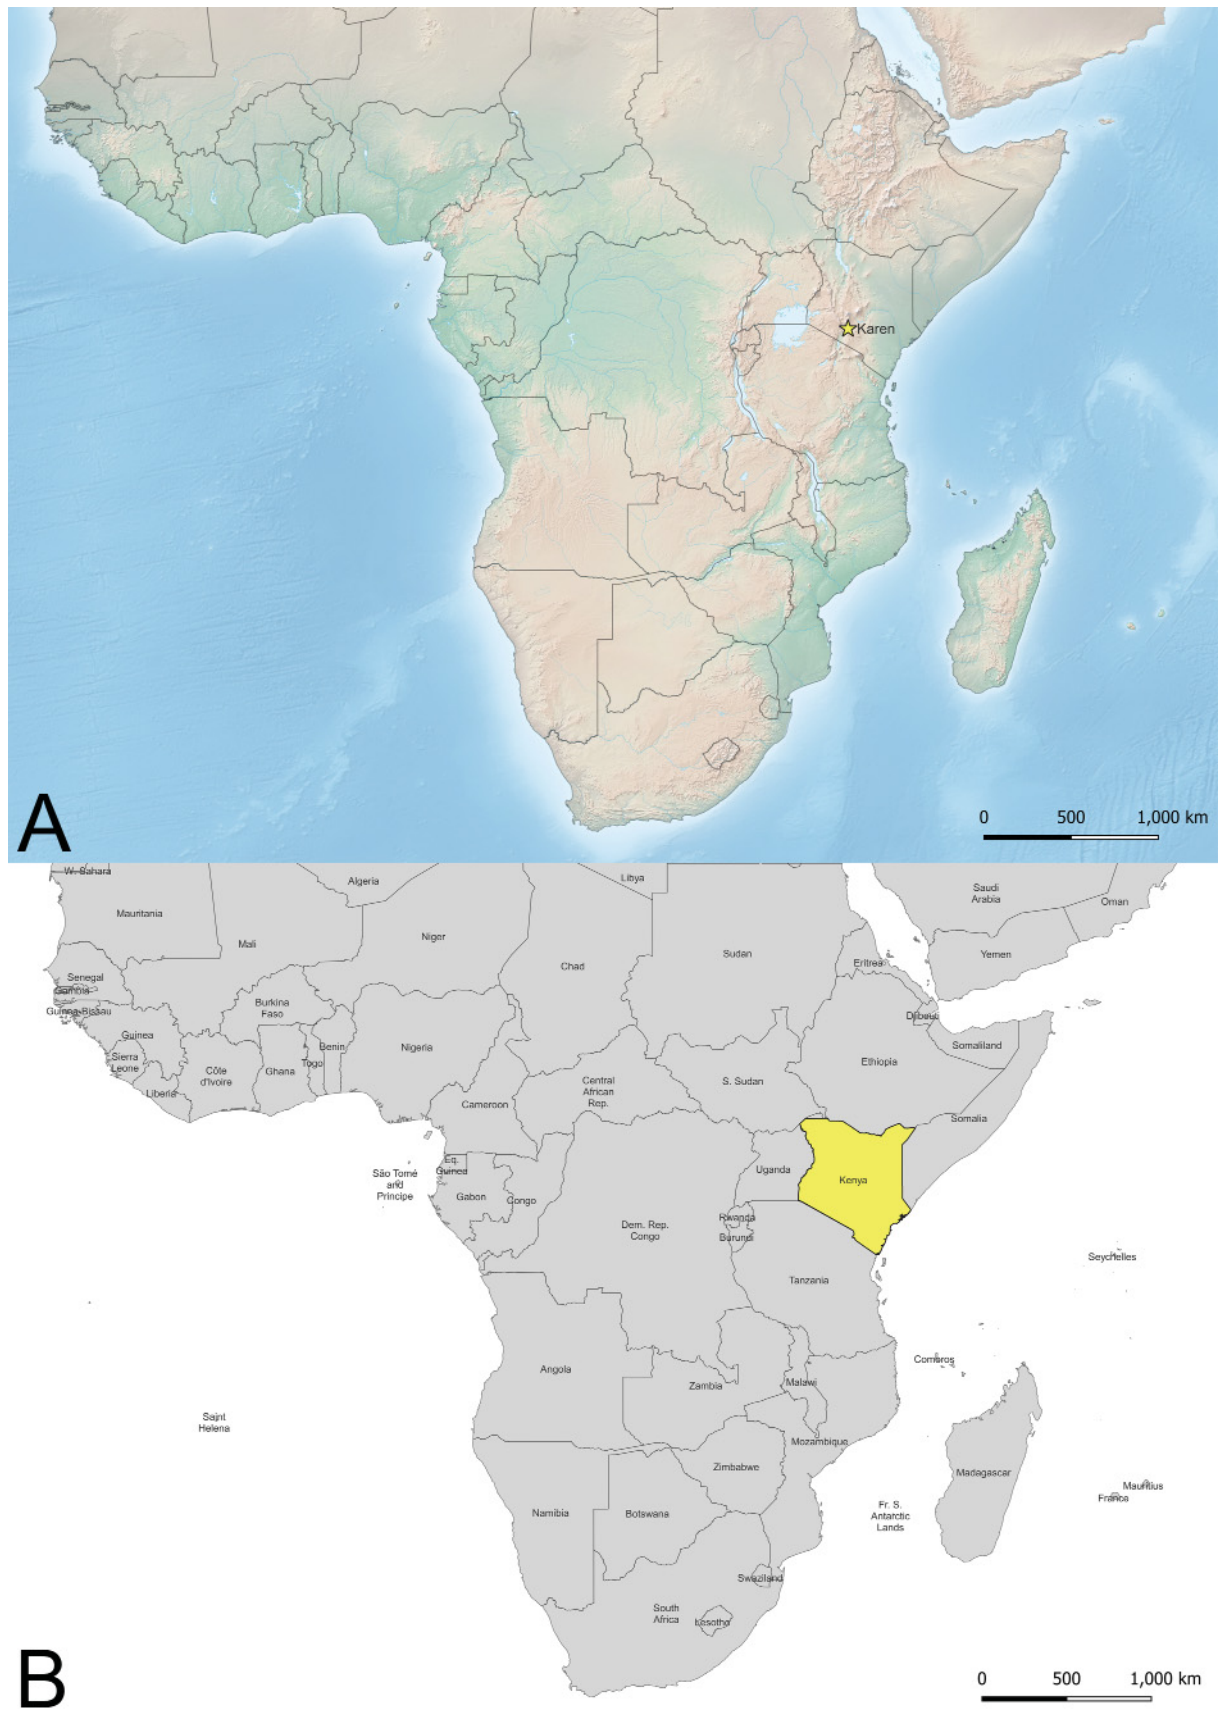 Karen
0 500 1,000 km
A
W. Sahara
Algeria
Libya
Saudi
Arabia
Oman
Mauritania
Mali
Niger
Chad
Sudan
Yemen
Eritrea
Senegal
Gambia
Guinea-Bissau
Burkina
Faso
Djibouti
Guinea
Sierra
Leone
Liberia
Côte
d'Ivoire
Ghana
Togo
Benin
Nigeria
Cameroon
Central
African
Rep.
S. Sudan
Ethiopia
Somaliland
Somalia
São Tomé
and
Principe
Eq.
Guinea
Gabon
Congo
Dem. Rep.
Congo
Uganda
Kenya
Rwanda
Burundi
Tanzania
Seychelles
Comoros
Angola
Zambia
Malawi
Mozambique
Saint
Helena
Zimbabwe
Madagascar
Mauritius
France
Namibia
Botswana
Fr. S.
Antarctic
Lands
Swaziland
South
Africa
Lesotho
0 500 1,000 km
B